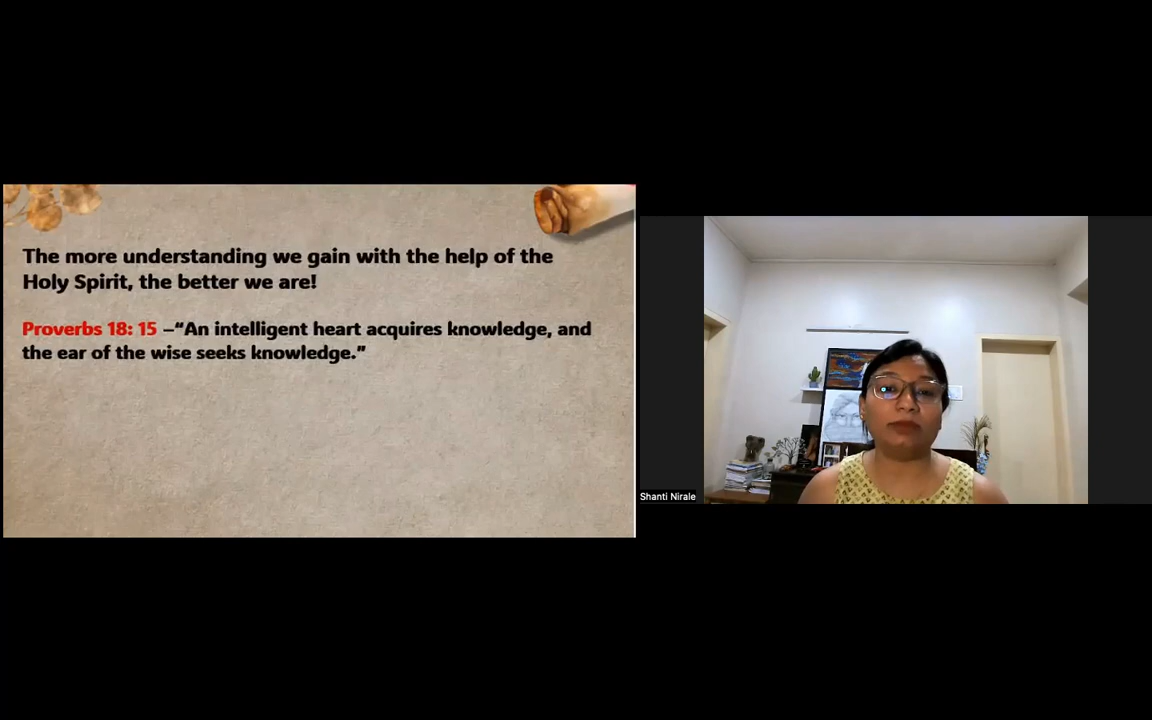 The more understanding we gain with the help of the
Holy Spirit, the better we are!
Proverbs 18: 15 –“An intelligent heart acquires knowledge, and
the ear of the wise seeks knowledge.”
Shanti Nirale